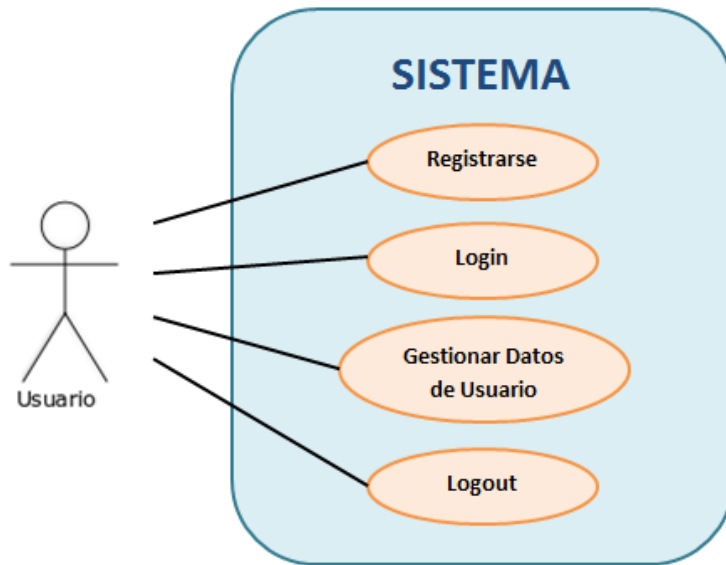 SISTEMA
Registrarse
Login
Gestionar Datos
de Usuario
Logout
Usuario